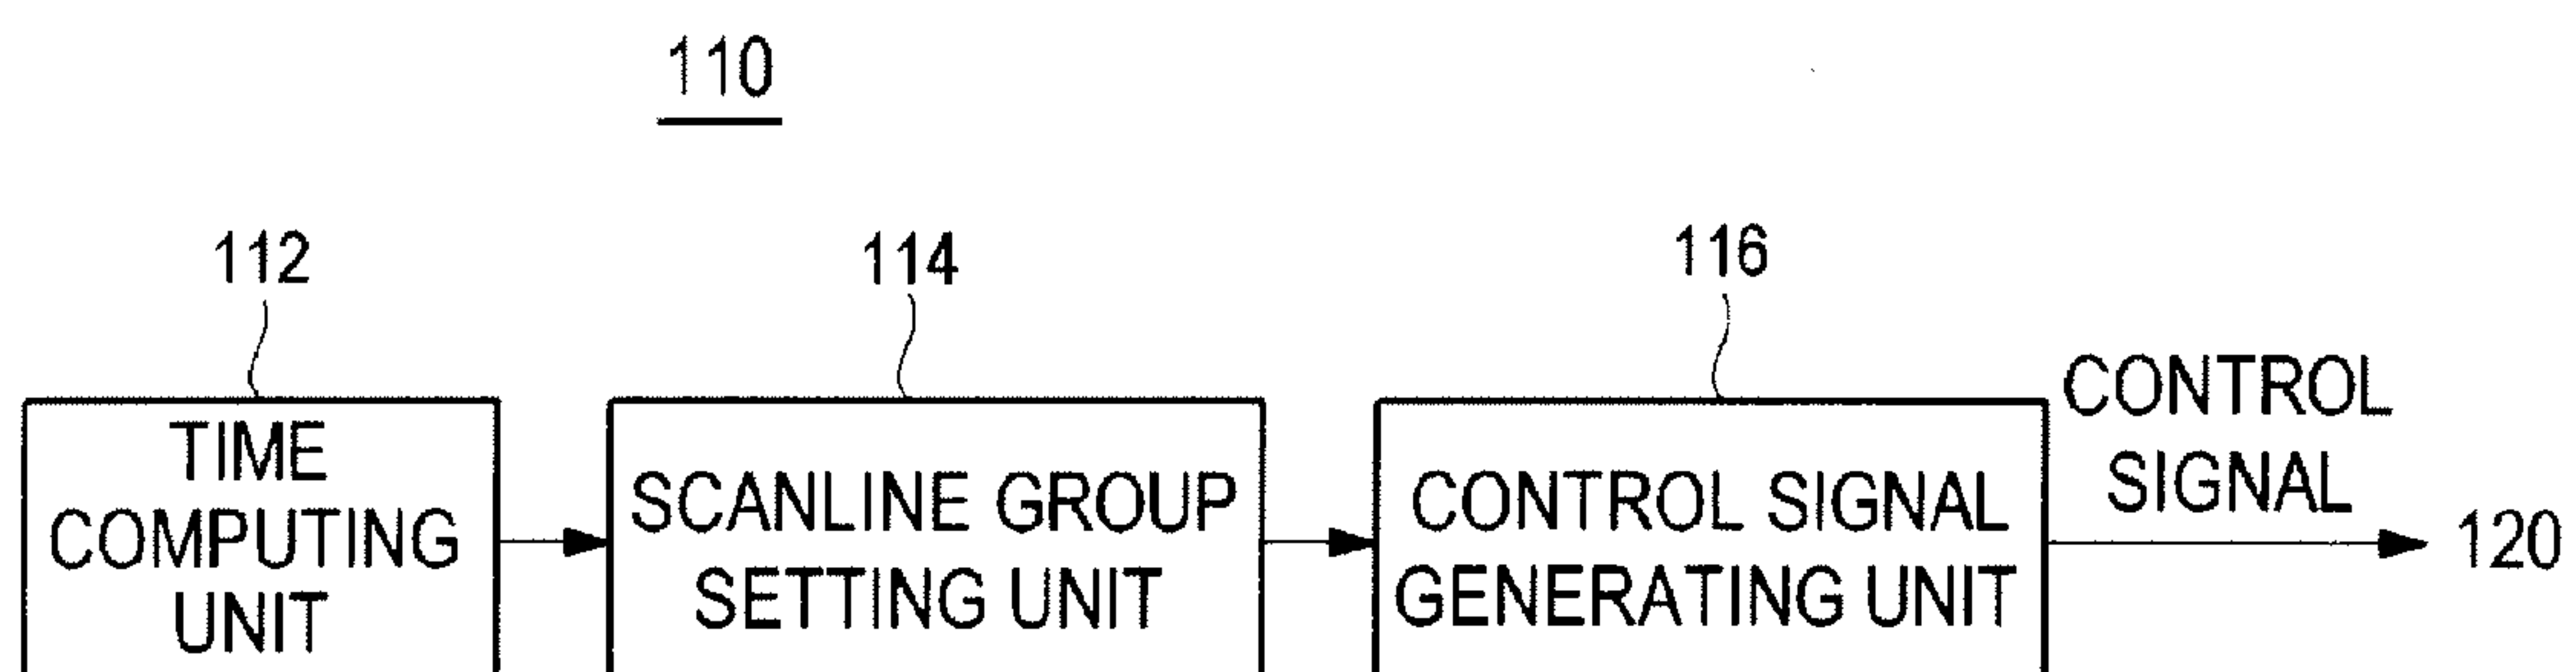 110
112
114
116
TIME
COMPUTING
UNIT
SCANLINE GROUP
SETTING UNIT
CONTROL SIGNAL
GENERATING UNIT
CONTROL
SIGNAL
120